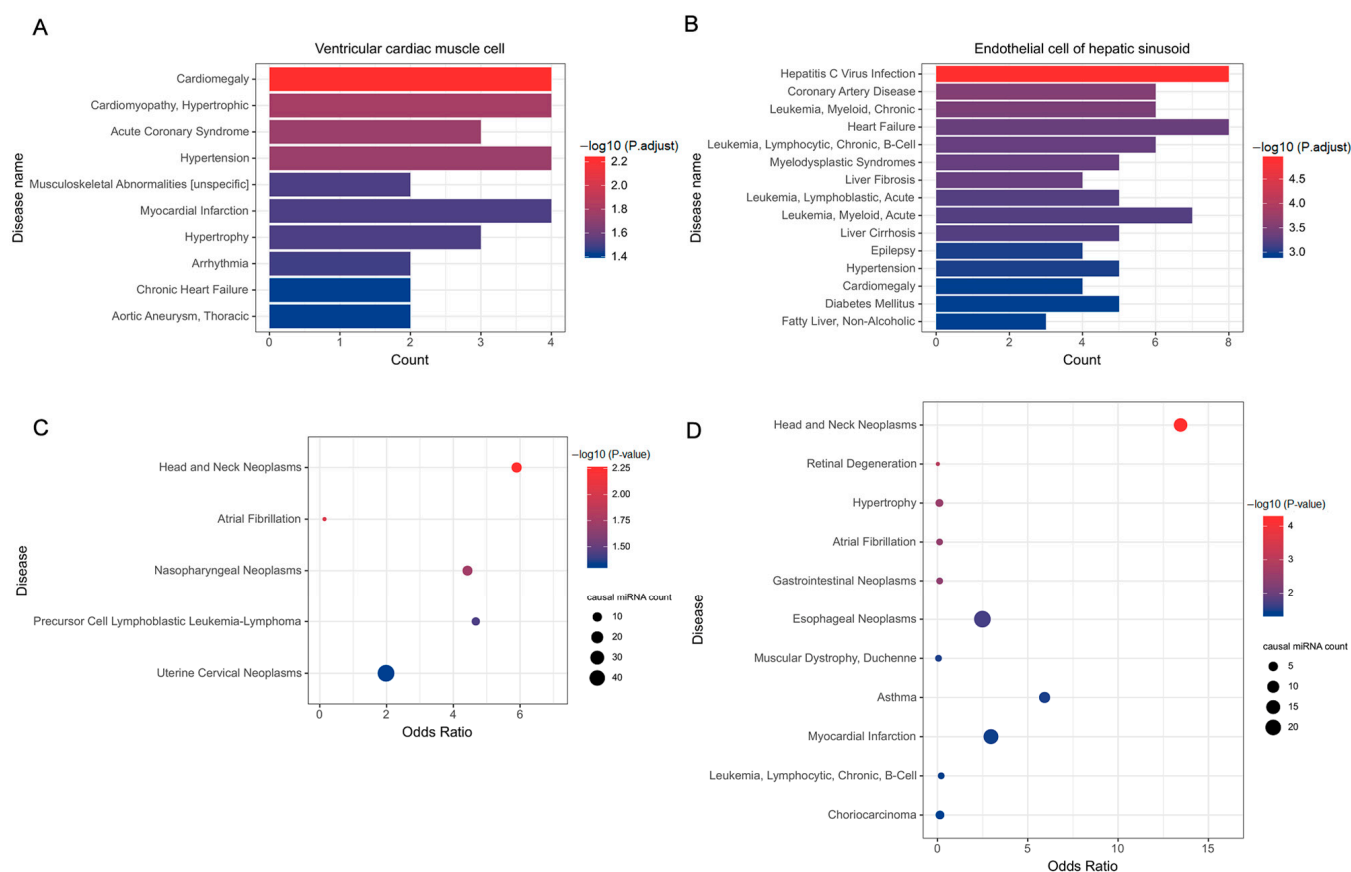 A
Ventricular cardiac muscle cell
Disease name
Cardiomegaly
Cardiomyopathy, Hypertrophic
Acute Coronary Syndrome
Hypertension
Musculoskeletal Abnormalities [unspecific]
Myocardial Infarction
Hypertrophy
Arrhythmia
Chronic Heart Failure
Aortic Aneurysm, Thoracic
0 1 2 3 4
Count
−log10 (P.adjust)
2.2
2.0
1.8
1.6
1.4
B
Endothelial cell of hepatic sinusoid
Disease name
Hepatitis C Virus Infection
Coronary Artery Disease
Leukemia, Myeloid, Chronic
Heart Failure
Leukemia, Lymphocytic, Chronic, B-Cell
Myelodysplastic Syndromes
Liver Fibrosis
Leukemia, Lymphoblastic, Acute
Leukemia, Myeloid, Acute
Liver Cirrhosis
Epilepsy
Hypertension
Cardiomegaly
Diabetes Mellitus
Fatty Liver, Non-Alcoholic
0 2 4 6 8
Count
−log10 (P.adjust)
4.5
4.0
3.5
3.0
C
Disease
Head and Neck Neoplasms
Atrial Fibrillation
Nasopharyngeal Neoplasms
Precursor Cell Lymphoblastic Leukemia-Lymphoma
Uterine Cervical Neoplasms
0 2 4 6
Odds Ratio
−log10 (P-value)
2.25
2.00
1.75
1.50
causal miRNA count
10
20
30
40
D
Disease
Head and Neck Neoplasms
Retinal Degeneration
Hypertrophy
Atrial Fibrillation
Gastrointestinal Neoplasms
Esophageal Neoplasms
Muscular Dystrophy, Duchenne
Asthma
Myocardial Infarction
Leukemia, Lymphocytic, Chronic, B-Cell
Choriocarcinoma
0 5 10 15
Odds Ratio
−log10 (P-value)
4
3
2
causal miRNA count
5
10
15
20